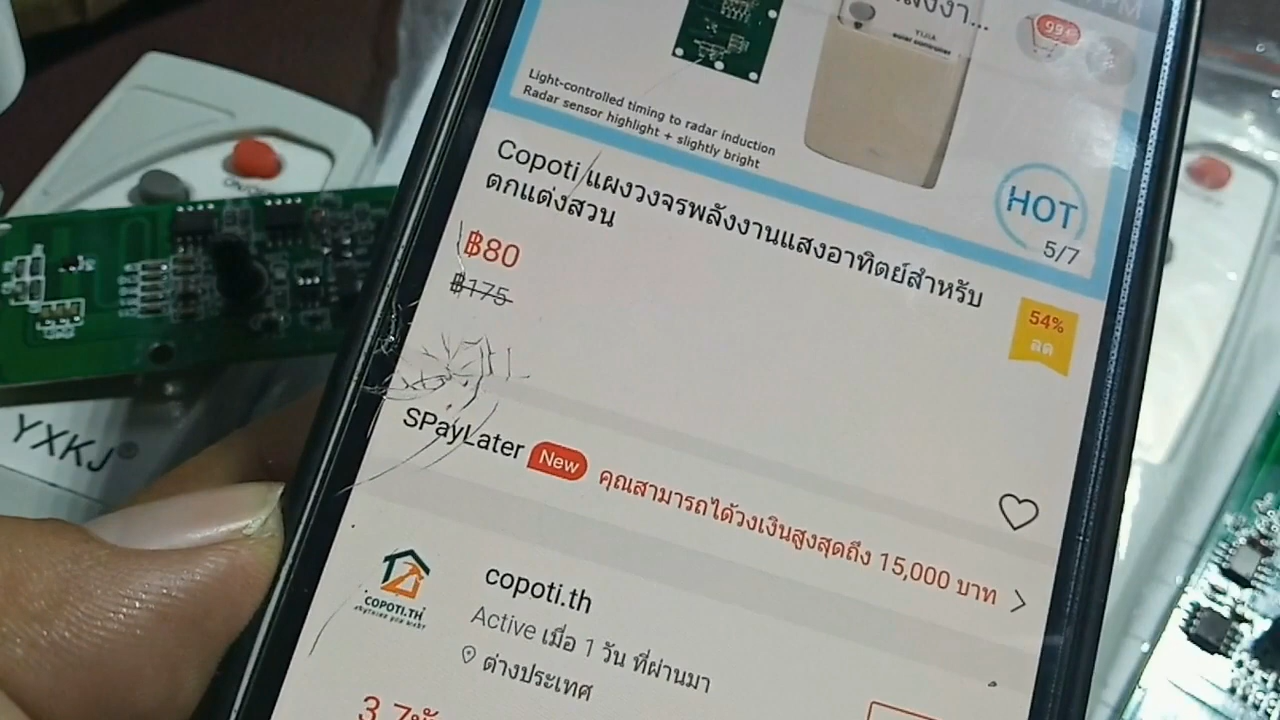 YIJIA
solar controller
99+
Light-controlled timing to radar induction
Radar sensor highlight + slightly bright
HOT
5/7
Copoti แผงวงจรพลังงานแสงอาทิตย์สำหรับ
ตกแต่งสวน
฿80
฿175
54%
ลด
SPayLater New คุณสามารถได้วงเงินสูงสุดถึง 15,000 บาท
COPOTI.TH
copoti.th
Active เมื่อ 1 วัน ที่ผ่านมา
ต่างประเทศ
YXKJ®